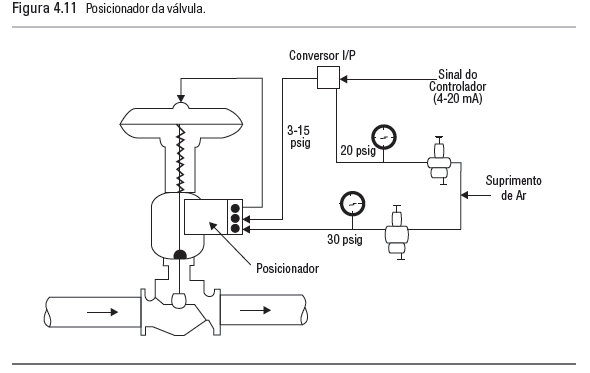 Figura 4.11 Posicionador da válvula.
Conversor I/P
Sinal do
Controlador
(4-20 mA)
3-15
psig
20 psig
Suprimento
de Ar
30 psig
Posicionador